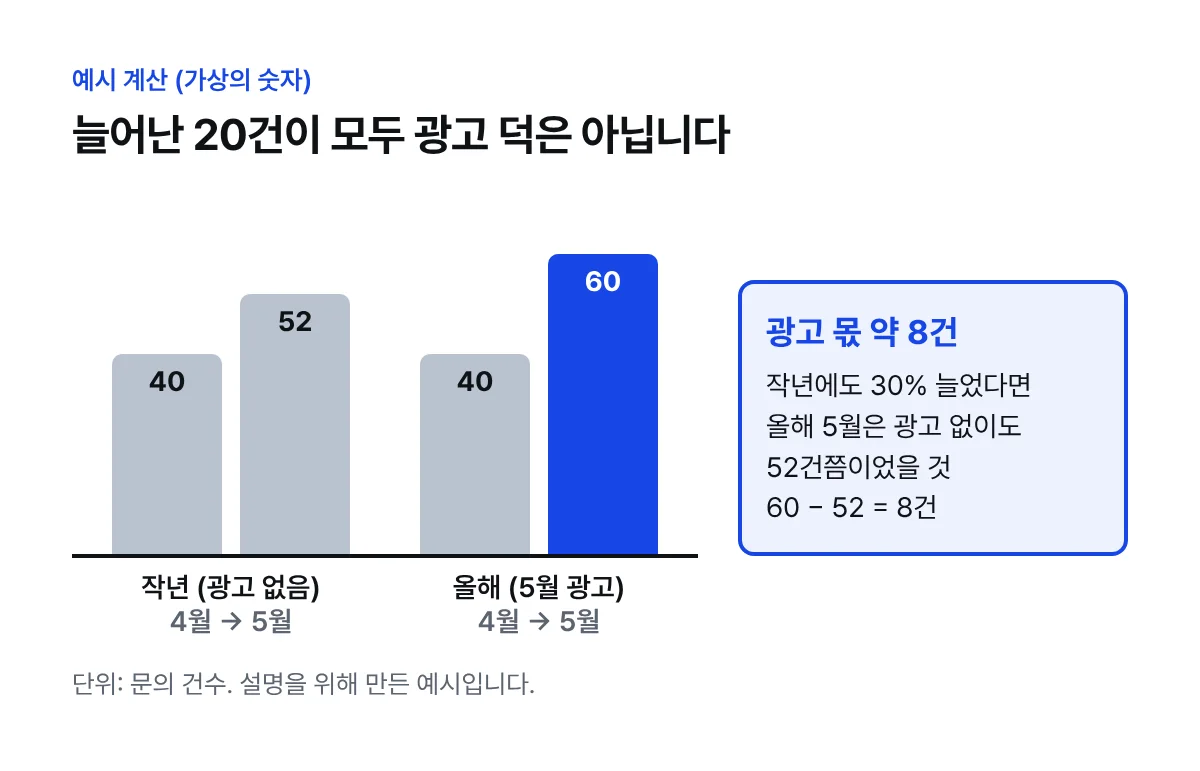 예시 계산 (가상의 숫자)
늘어난 20건이 모두 광고 덕은 아닙니다
40
52
40
60
작년 (광고 없음)
4월 → 5월
올해 (5월 광고)
4월 → 5월
광고 몫 약 8건
작년에도 30% 늘었다면
올해 5월은 광고 없이도
52건쯤이었을 것
60 − 52 = 8건
단위: 문의 건수. 설명을 위해 만든 예시입니다.